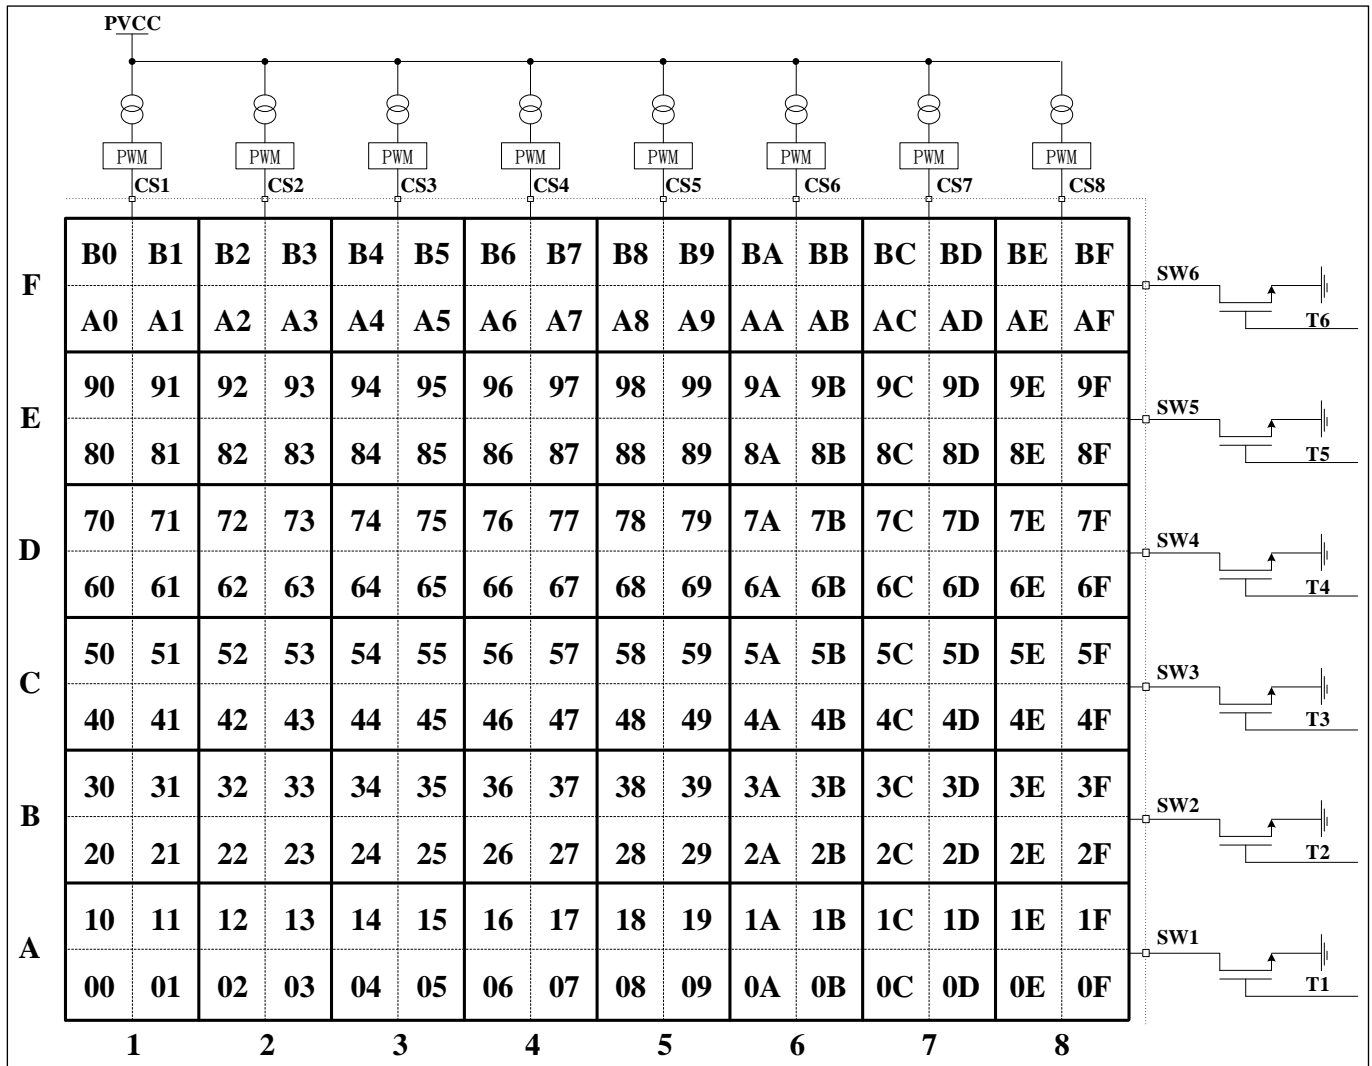 PVCC
PWM PWM PWM PWM PWM PWM PWM PWM
CS1 CS2 CS3 CS4 CS5 CS6 CS7 CS8
B0 B1 B2 B3 B4 B5 B6 B7 B8 B9 BA BB BC BD BE BF
SW6
F
A0 A1 A2 A3 A4 A5 A6 A7 A8 A9 AA AB AC AD AE AF
T6
90 91 92 93 94 95 96 97 98 99 9A 9B 9C 9D 9E 9F
SW5
E
80 81 82 83 84 85 86 87 88 89 8A 8B 8C 8D 8E 8F
T5
70 71 72 73 74 75 76 77 78 79 7A 7B 7C 7D 7E 7F
SW4
D
60 61 62 63 64 65 66 67 68 69 6A 6B 6C 6D 6E 6F
T4
50 51 52 53 54 55 56 57 58 59 5A 5B 5C 5D 5E 5F
SW3
C
40 41 42 43 44 45 46 47 48 49 4A 4B 4C 4D 4E 4F
T3
30 31 32 33 34 35 36 37 38 39 3A 3B 3C 3D 3E 3F
SW2
B
20 21 22 23 24 25 26 27 28 29 2A 2B 2C 2D 2E 2F
T2
10 11 12 13 14 15 16 17 18 19 1A 1B 1C 1D 1E 1F
SW1
A
00 01 02 03 04 05 06 07 08 09 0A 0B 0C 0D 0E 0F
T1
1 2 3 4 5 6 7 8